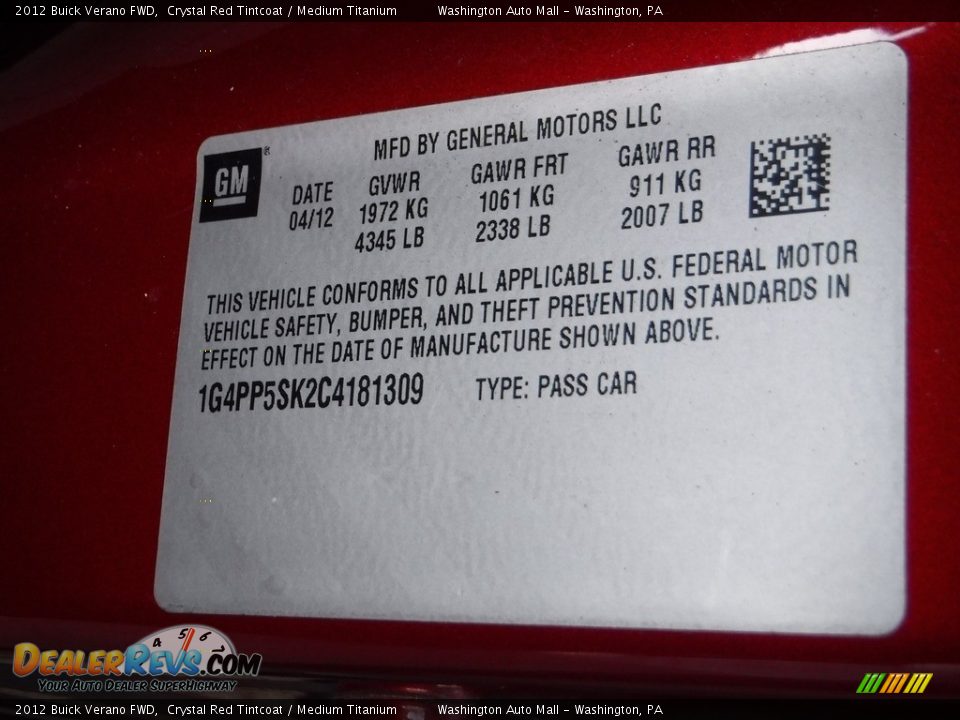 2012 Buick Verano FWD, Crystal Red Tintcoat / Medium Titanium Washington Auto Mall - Washington, PA
MFD BY GENERAL MOTORS LLC
GM ®
DATE GVWR GAWR FRT GAWR RR
04/12 1972 KG 1061 KG 911 KG
4345 LB 2338 LB 2007 LB
THIS VEHICLE CONFORMS TO ALL APPLICABLE U.S. FEDERAL MOTOR
VEHICLE SAFETY, BUMPER, AND THEFT PREVENTION STANDARDS IN
EFFECT ON THE DATE OF MANUFACTURE SHOWN ABOVE.
1G4PP5SK2C4181309 TYPE: PASS CAR
4 5 6 7
DEALERREVS.COM
YOUR AUTO DEALER SUPERHIGHWAY
2012 Buick Verano FWD, Crystal Red Tintcoat / Medium Titanium Washington Auto Mall - Washington, PA